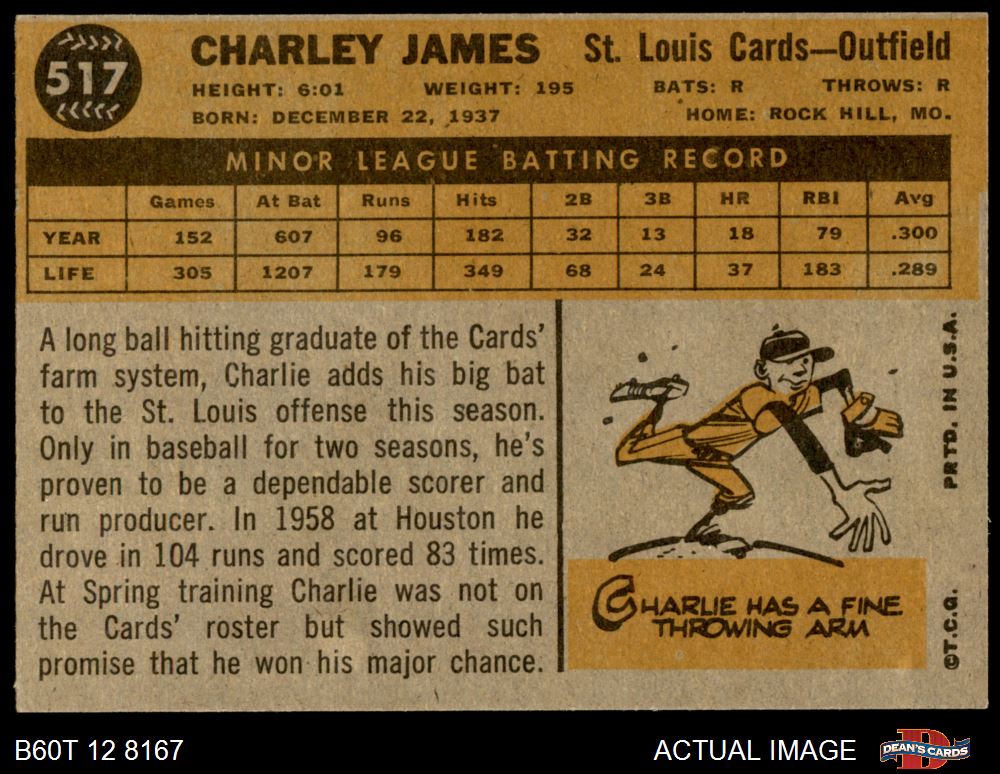 517
CHARLEY JAMES St. Louis Cards—Outfield
HEIGHT: 6:01 WEIGHT: 195 BATS: R THROWS: R
BORN: DECEMBER 22, 1937 HOME: ROCK HILL, MO.
MINOR LEAGUE BATTING RECORD
Games At Bat Runs Hits 2B 3B HR RBI Avg
YEAR 152 607 96 182 32 13 18 79 .300
LIFE 305 1207 179 349 68 24 37 183 .289
A long ball hitting graduate of the Cards'
farm system, Charlie adds his big bat
to the St. Louis offense this season.
Only in baseball for two seasons, he's
proven to be a dependable scorer and
run producer. In 1958 at Houston he
drove in 104 runs and scored 83 times.
At Spring training Charlie was not on
the Cards' roster but showed such
promise that he won his major chance.
CHARLIE HAS A FINE
THROWING ARM
©T.C.G. PRTD. IN U.S.A.
B60T 12 8167 ACTUAL IMAGE DEAN'S CARDS